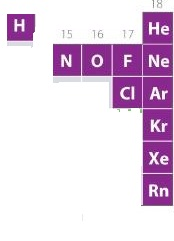 18
H He
15 16 17
N O F Ne
Cl Ar
Kr
Xe
Rn